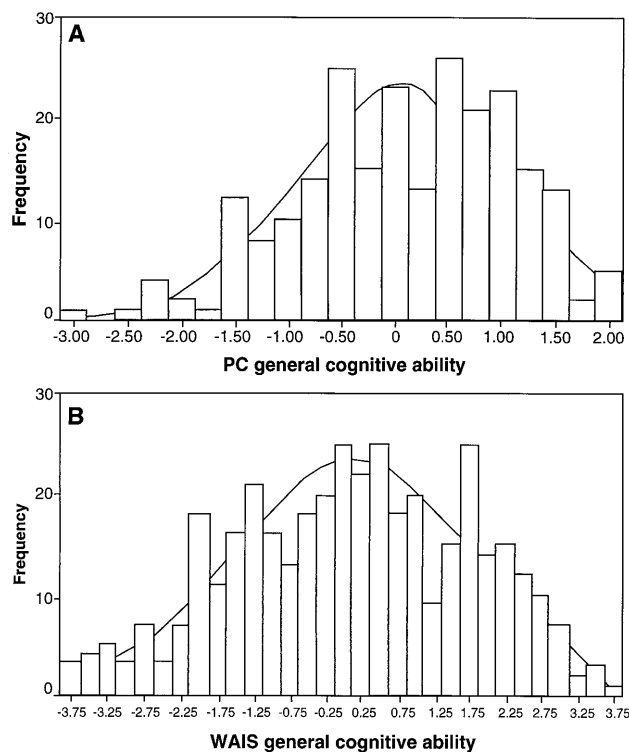 A
30
20
10
0
Frequency
-3.00 -2.50 -2.00 -1.50 -1.00 -0.50 0 0.50 1.00 1.50 2.00
PC general cognitive ability
B
30
20
10
0
Frequency
-3.75 -3.25 -2.75 -2.25 -1.75 -1.25 -0.75 -0.25 0.25 0.75 1.25 1.75 2.25 2.75 3.25 3.75
WAIS general cognitive ability